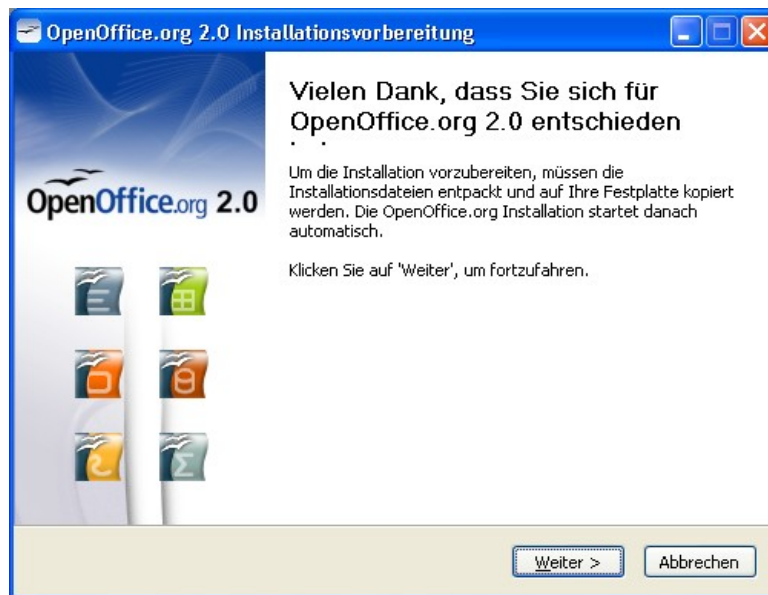 OpenOffice.org 2.0 Installationsvorbereitung
OpenOffice.org 2.0
Vielen Dank, dass Sie sich für
OpenOffice.org 2.0 entschieden
Um die Installation vorzubereiten, müssen die
Installationsdateien entpackt und auf Ihre Festplatte kopiert
werden. Die OpenOffice.org Installation startet danach
automatisch.
Klicken Sie auf 'Weiter', um fortzufahren.
Weiter >
Abbrechen